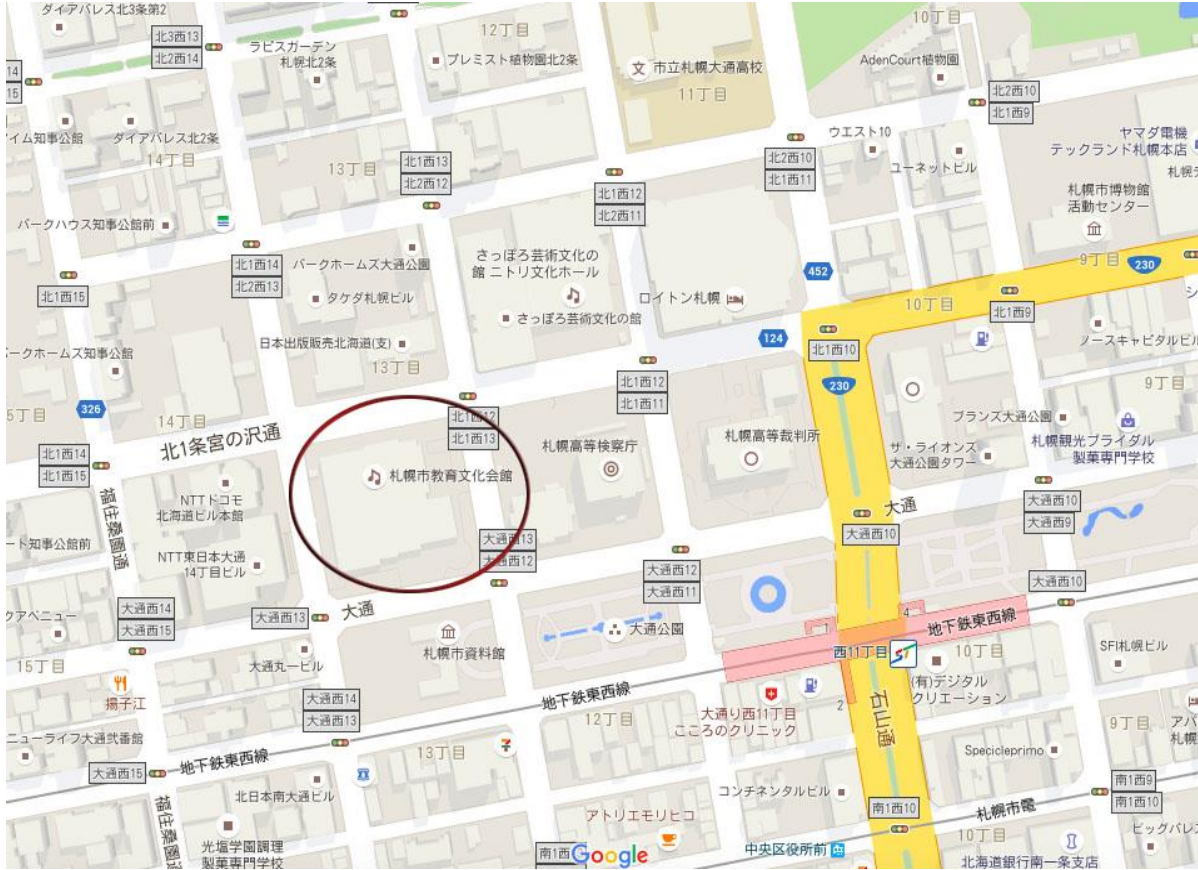 ダイアパレス北3条第2
北3西13
北2西14
12丁目
10丁目
ラピスガーデン
札幌北2条
プレミスト植物園北2条
市立札幌大通高校
11丁目
AdenCourt植物園
14
15
北2西10
北1西9
イム知事公館
ダイアパレス北2条
14丁目
13丁目
北1西13
北2西12
北2西10
北1西11
ウエスト10
ユーネットビル
ヤマダ電機
テックランド札幌本店
北1西12
北2西11
札幌市博物館
活動センター
パークハウス知事公館前
北1西14
北2西13
パークホームズ大通公園
さっぽろ芸術文化の
館 ニトリ文化ホール
452
9丁目
230
北1西15
タケダ札幌ビル
さっぽろ芸術文化の館
ロイトン札幌
10丁目
北1西9
日本出版販売北海道(支)
124
北1西10
ノースキャピタルビル
ークホームズ知事公館
13丁目
北1西12
北1西11
230
9丁目
5丁目
326
14丁目
北1条宮の沢通
北1西12
北1西13
札幌高等検察庁
札幌高等裁判所
ブランズ大通公園
ザ・ライオンズ
大通公園タワー
札幌観光ブライダル
製菓専門学校
北1西14
北1西15
札幌市教育文化会館
NTTドコモ
北海道ビル本館
大通
大通西10
大通西9
福住桑園通
ート知事公館前
NTT東日本大通
14丁目ビル
大通西13
大通西12
大通西10
大通西12
大通西11
大通西10
大通西14
大通西15
大通西13
大通
クアベニュー
札幌市資料館
大通公園
1
4
地下鉄東西線
西11丁目
10丁目
SFI札幌ビル
15丁目
大通丸一ビル
揚子江
大通西14
大通西13
地下鉄東西線
12丁目
大通り西11丁目
こころのクリニック
2
(有)デジタル
クリエーション
石山通
9丁目
ニューライフ大通弐番館
大通西15
地下鉄東西線
13丁目
Specicleprimo
北日本南大通ビル
コンチネンタルビル
南1西9
南1西10
福住桑園通
アトリエモリヒコ
南1西10
札幌市電
光塩学園調理
製菓専門学校
Google
中央区役所前
10丁目
北海道銀行南一条支店